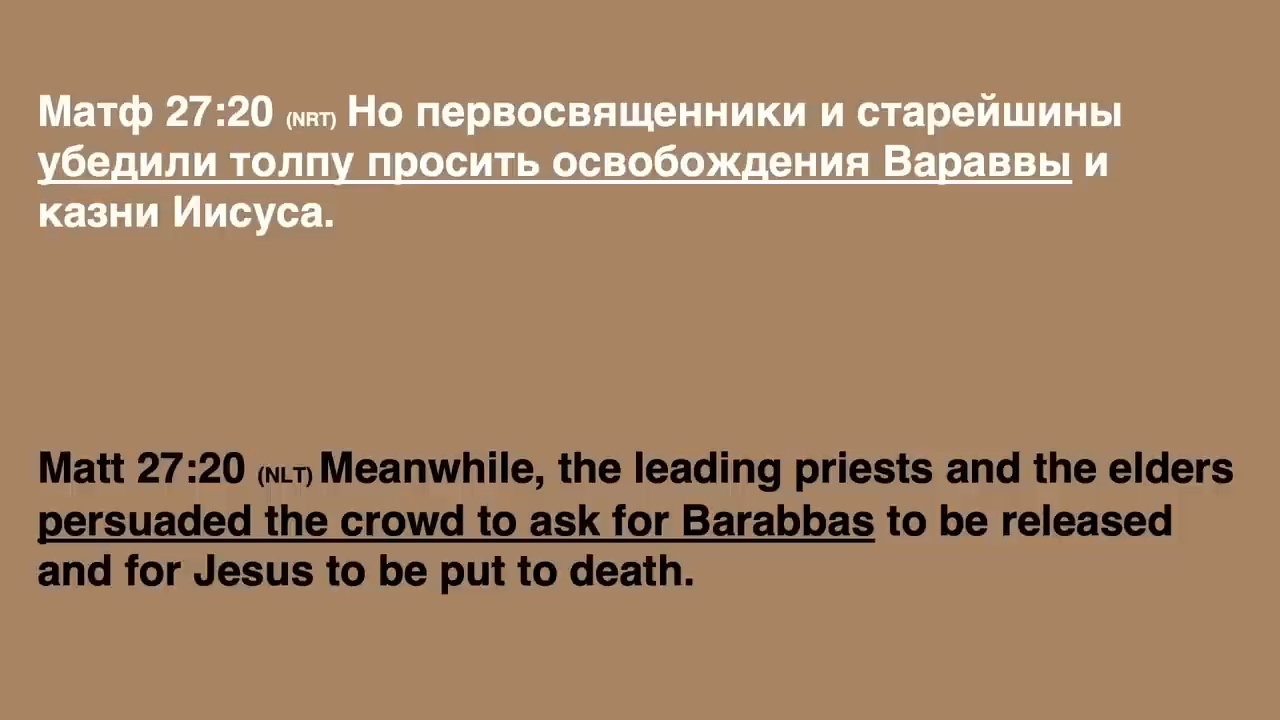 Матф 27:20 (NRT) Но первосвященники и старейшины
убедили толпу просить освобождения Вараввы и
казни Иисуса.
Matt 27:20 (NLT) Meanwhile, the leading priests and the elders
persuaded the crowd to ask for Barabbas to be released
and for Jesus to be put to death.